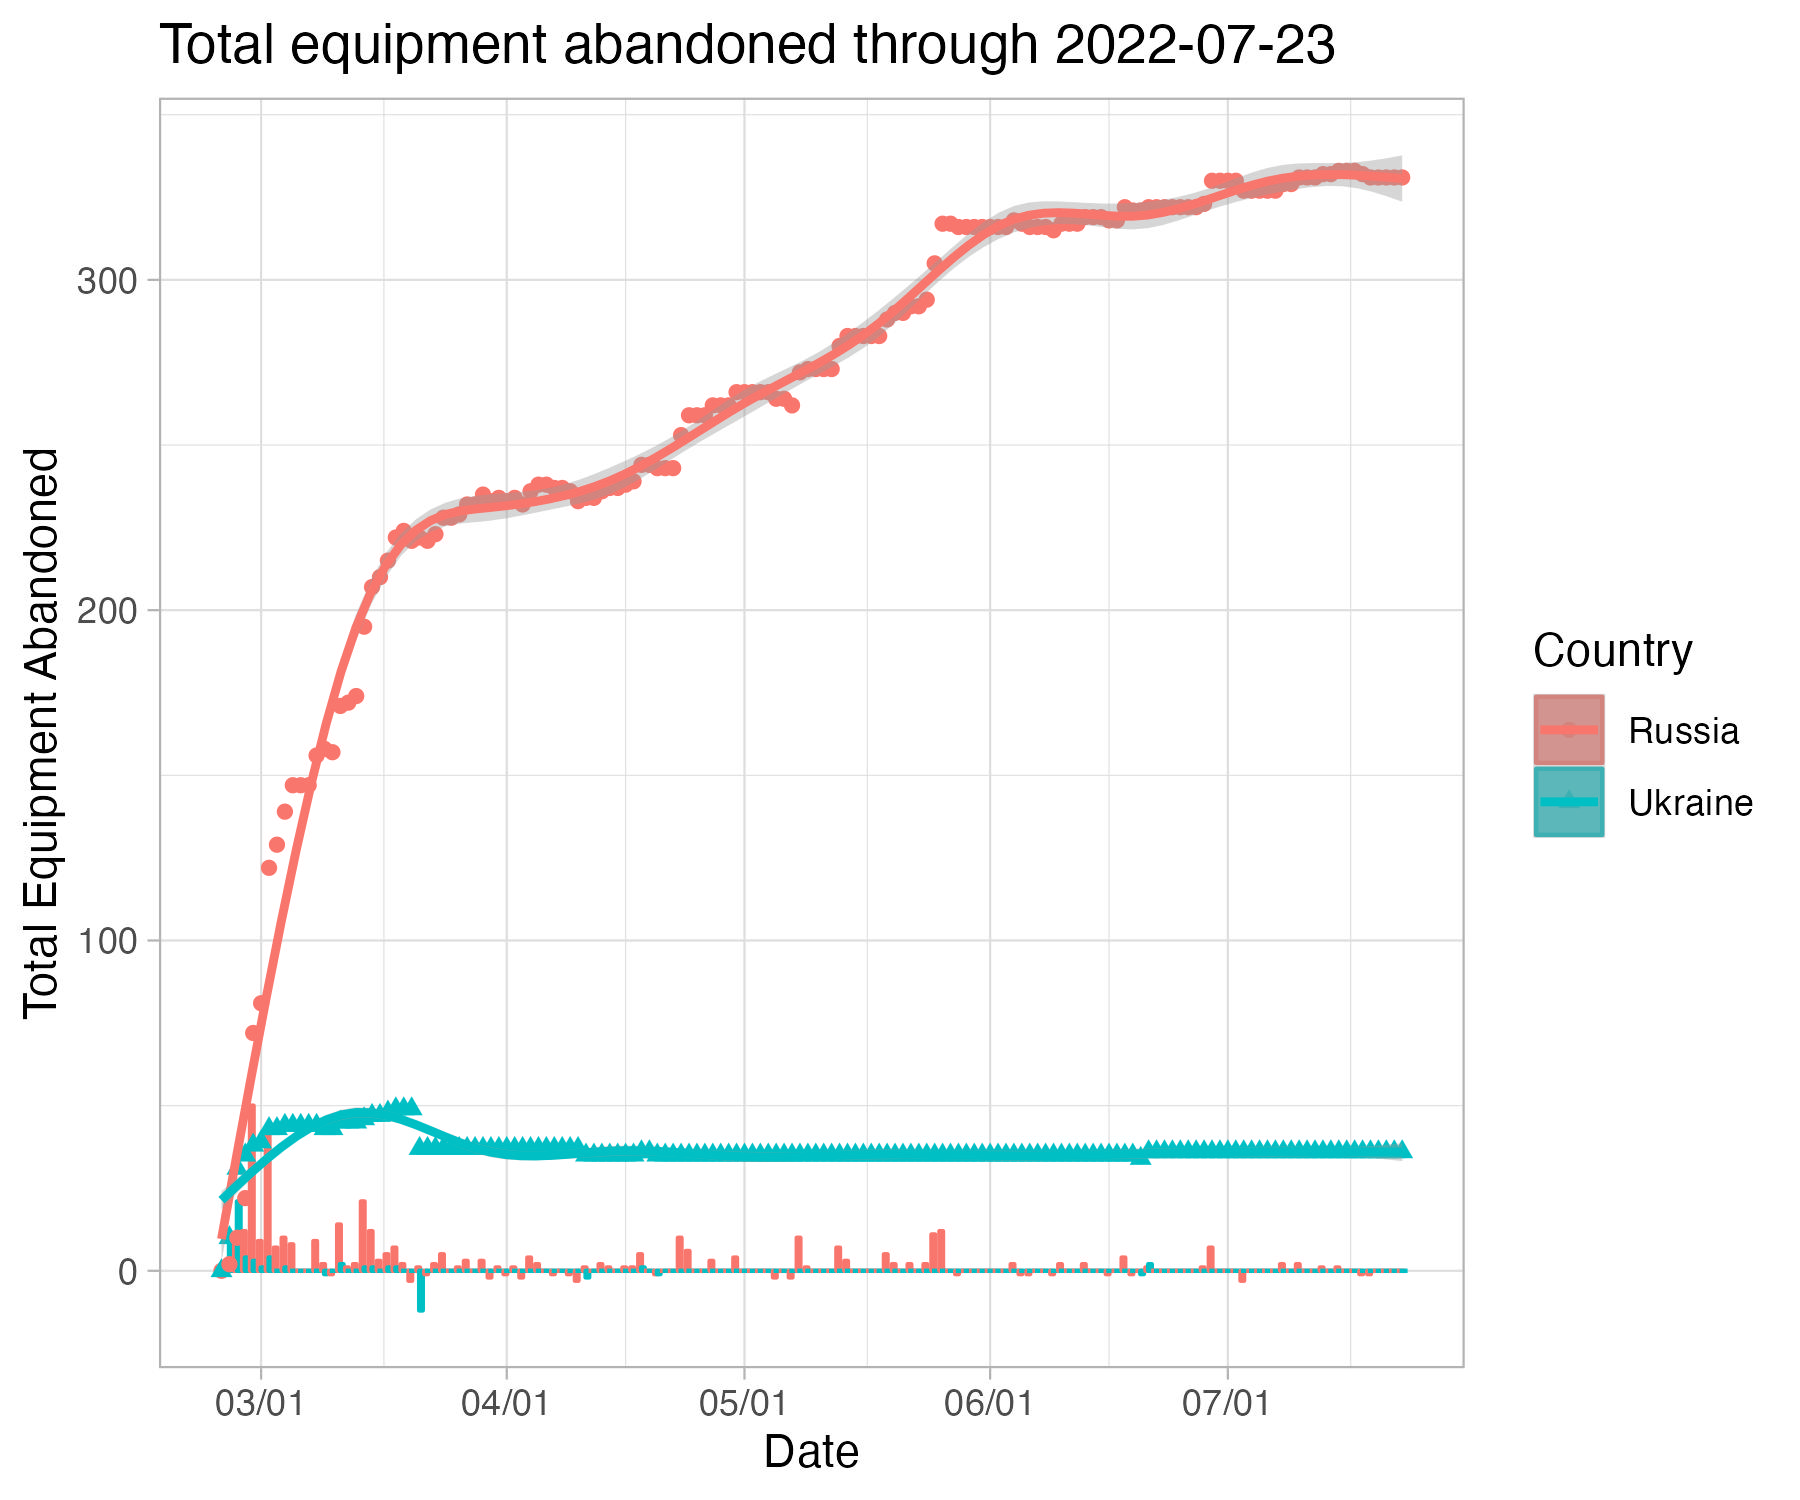 Total equipment abandoned through 2022-07-23
Total Equipment Abandoned
300
200
100
0
03/01
04/01
05/01
06/01
07/01
Date
Country
Russia
Ukraine